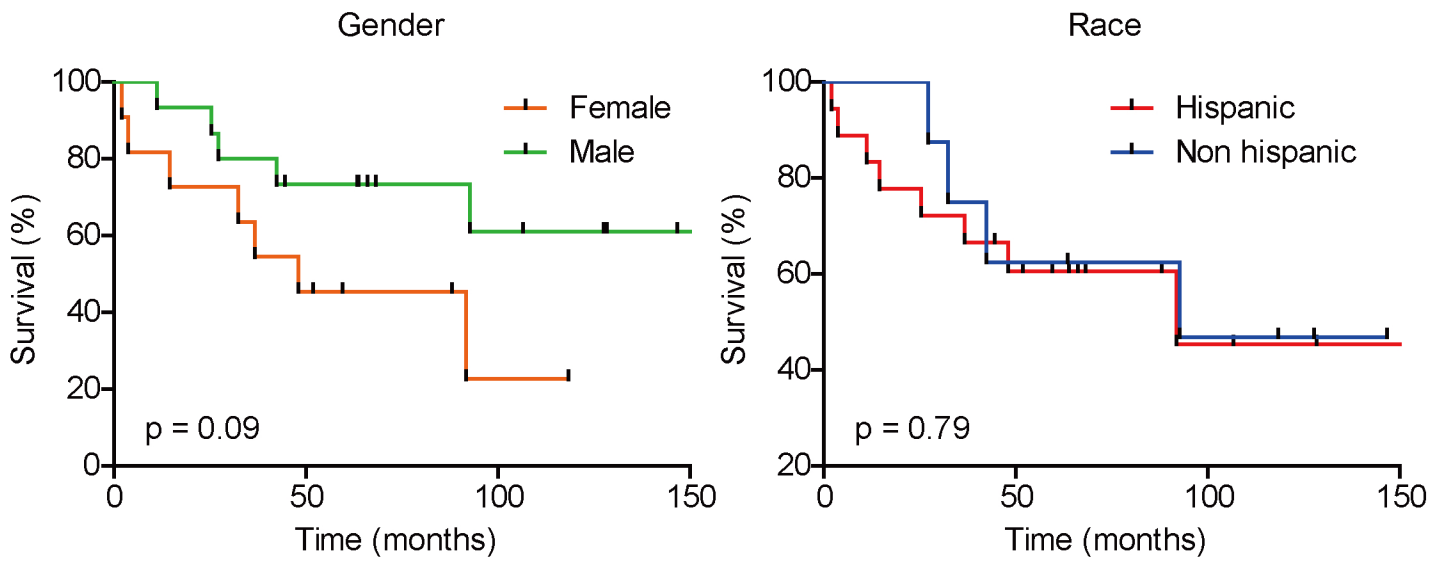 Gender
100
80
60
40
20
0
Survival (%)
Female
Male
p = 0.09
0 50 100 150
Time (months)
Race
100
80
60
40
20
Survival (%)
Hispanic
Non hispanic
p = 0.79
0 50 100 150
Time (months)